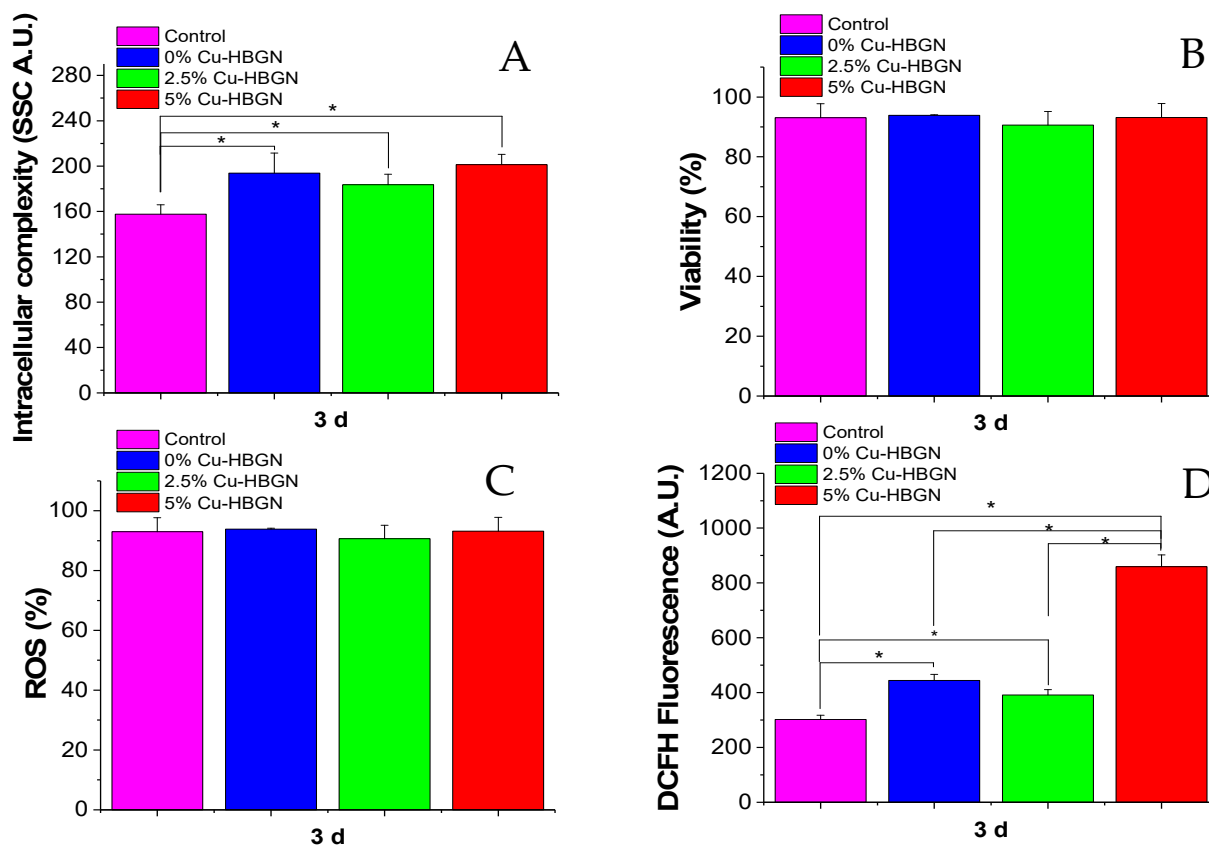 Control
0% Cu-HBGN
2.5% Cu-HBGN
5% Cu-HBGN
A
Intracellular complexity (SSC A.U.)
280
240
200
160
120
80
40
0
*
*
*
3 d
Control
0% Cu-HBGN
2.5% Cu-HBGN
5% Cu-HBGN
B
Viability (%)
100
80
60
40
20
0
3 d
Control
0% Cu-HBGN
2.5% Cu-HBGN
5% Cu-HBGN
C
ROS (%)
100
80
60
40
20
0
3 d
Control
0% Cu-HBGN
2.5% Cu-HBGN
5% Cu-HBGN
D
DCFH Fluorescence (A.U.)
1200
1000
800
600
400
200
0
*
*
*
*
*
3 d